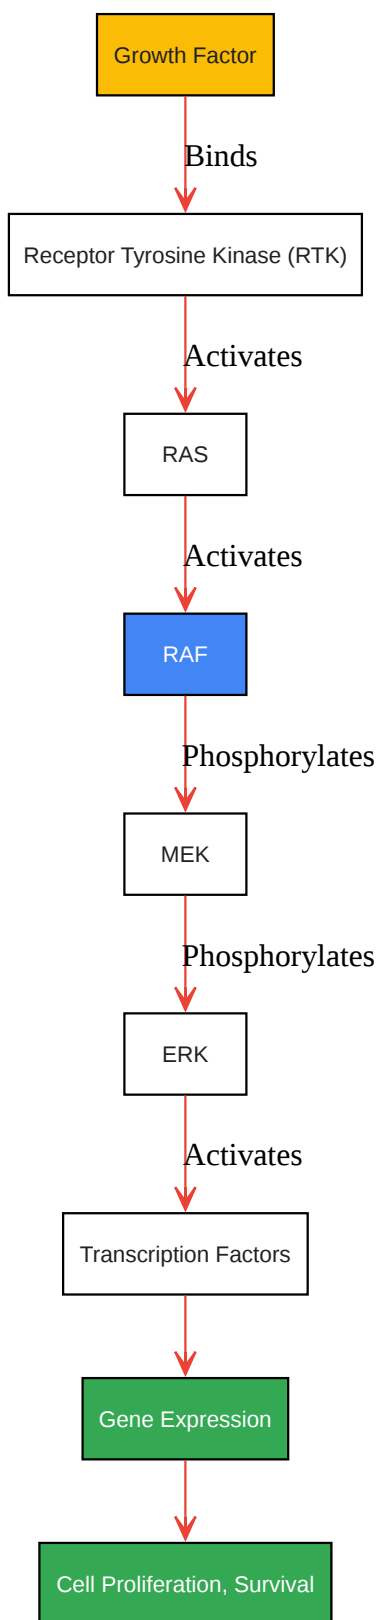 Growth Factor
Binds
Receptor Tyrosine Kinase (RTK)
Activates
RAS
Activates
RAF
Phosphorylates
MEK
Phosphorylates
ERK
Activates
Transcription Factors
Gene Expression
Cell Proliferation, Survival